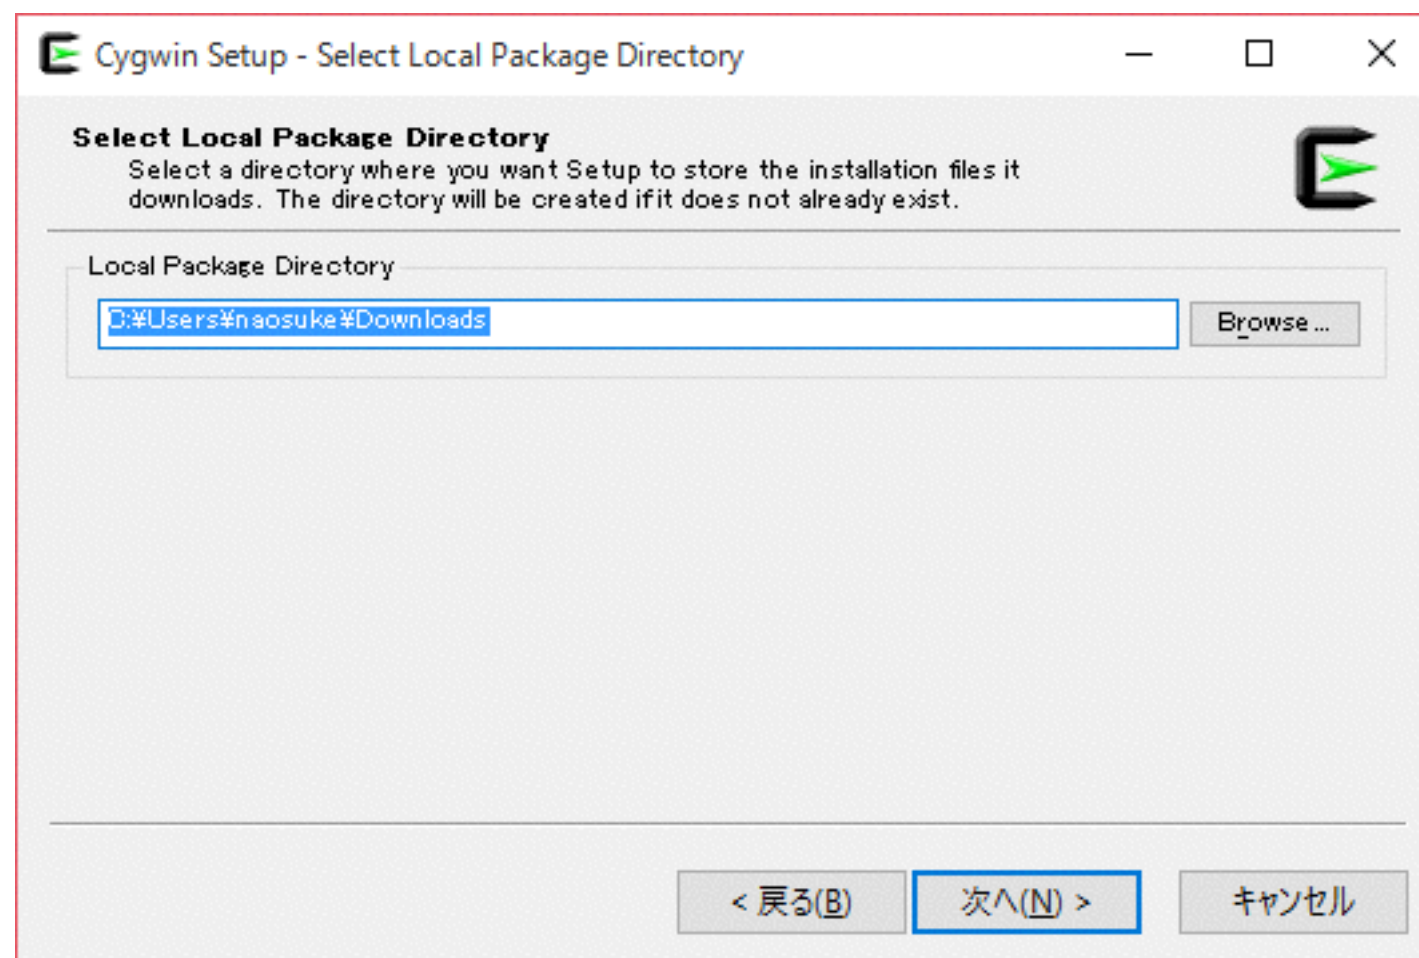 Cygwin Setup - Select Local Package Directory
Select Local Package Directory
Select a directory where you want Setup to store the installation files it
downloads. The directory will be created if it does not already exist.
Local Package Directory
C:¥Users¥naosuke¥Downloads
Browse ...
< 戻る(B)
次へ(N) >
キャンセル